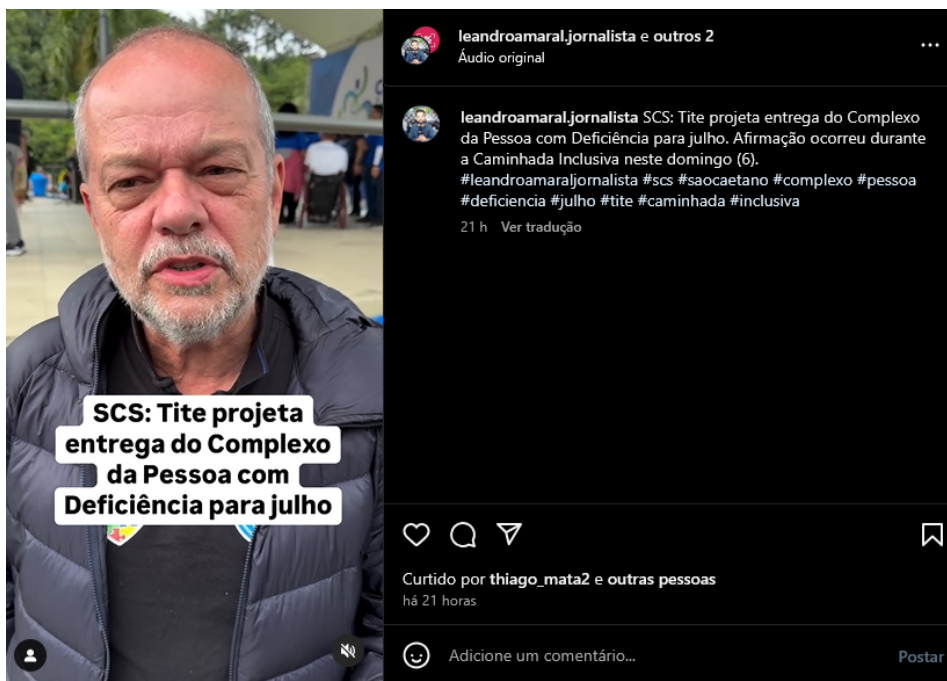 SCS: Tite projeta
entrega do Complexo
da Pessoa com
Deficiência para julho
leandroamaral.jornalista e outros 2
Áudio original
leandroamaral.jornalista SCS: Tite projeta entrega do Complexo
da Pessoa com Deficiência para julho. Afirmação ocorreu durante
a Caminhada Inclusiva neste domingo (6).
#leandroamaraljornalista #scs #saocaetano #complexo #pessoa
#deficiencia #julho #tite #caminhada #inclusiva
21 h Ver tradução
Curtido por thiago_mata2 e outras pessoas
há 21 horas
Adicione um comentário...
Postar